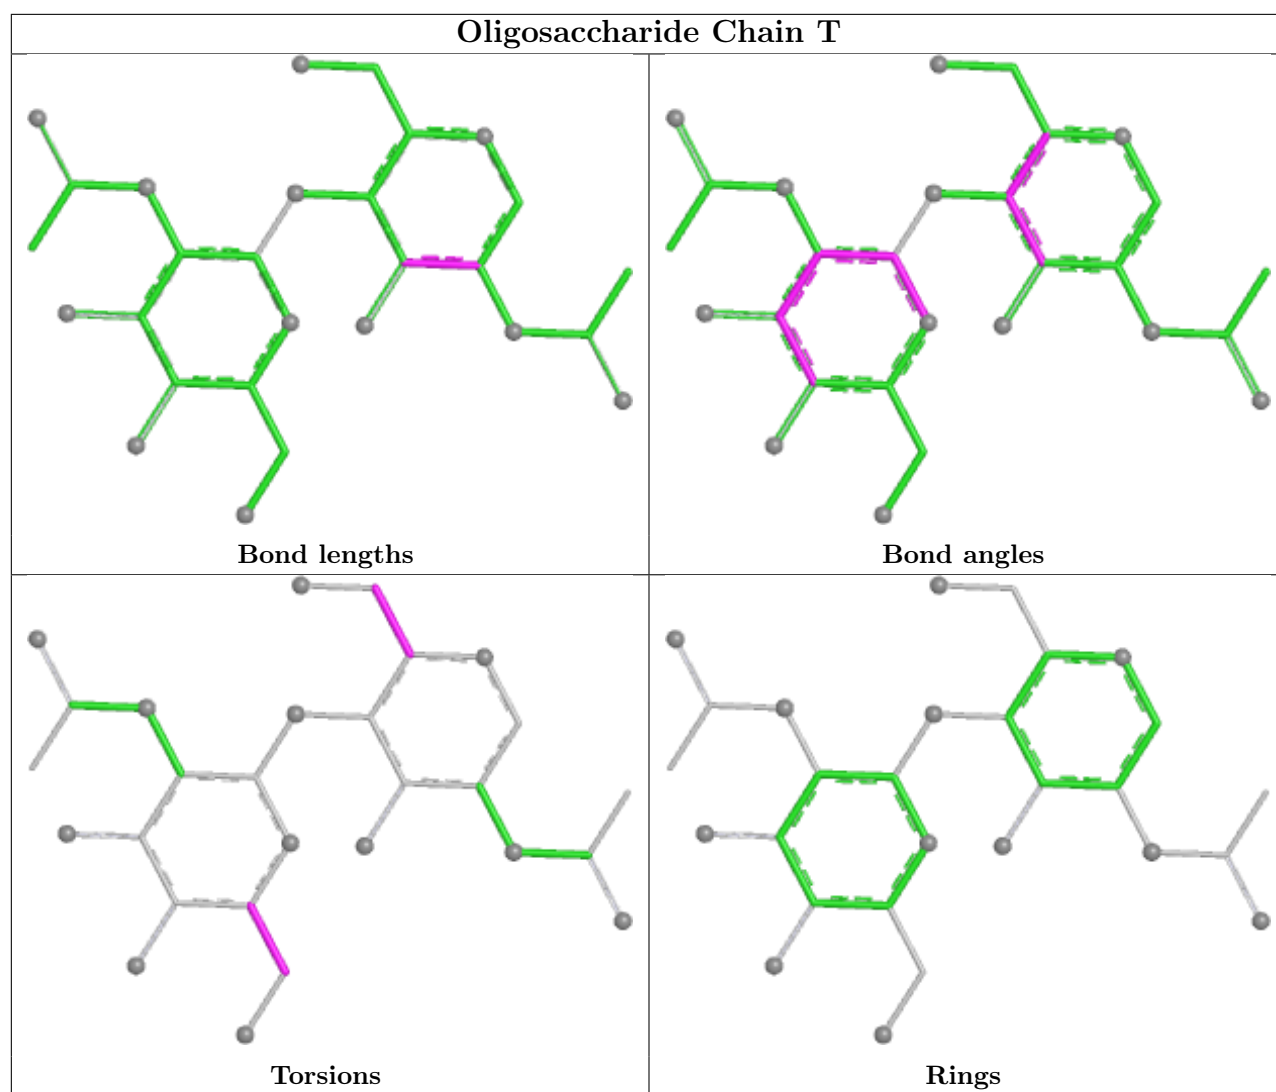 Oligosaccharide Chain T
Bond lengths
Bond angles
Torsions
Rings